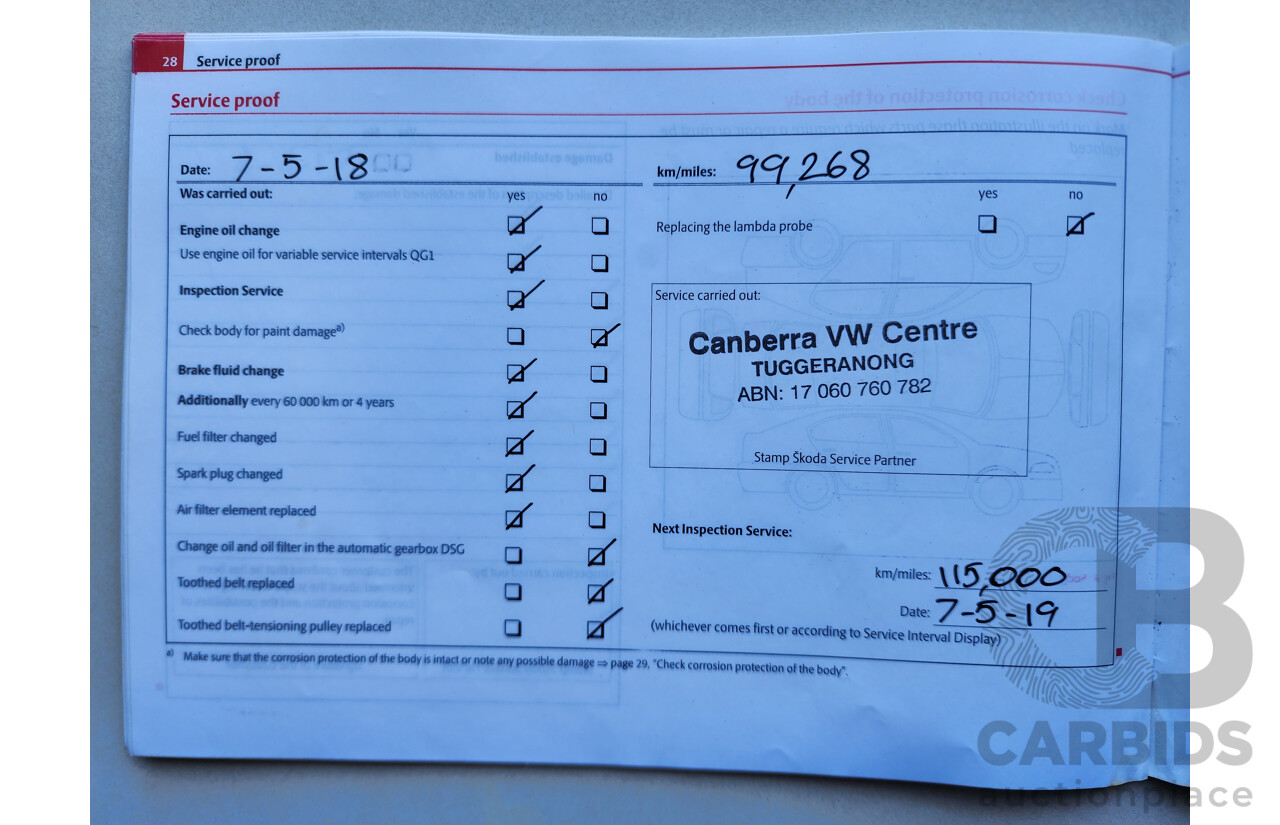 28 Service proof
Service proof
Date: 7-5-18
km/miles: 99,268
Was carried out: yes no
yes no
Engine oil change
Replacing the lambda probe
Use engine oil for variable service intervals QG1
Inspection Service
Check body for paint damage a)
Brake fluid change
Additionally every 60 000 km or 4 years
Fuel filter changed
Spark plug changed
Air filter element replaced
Change oil and oil filter in the automatic gearbox DSG
Toothed belt replaced
Toothed belt-tensioning pulley replaced
Service carried out:
Canberra VW Centre
TUGGERANONG
ABN: 17 060 760 782
Stamp Škoda Service Partner
Next Inspection Service:
km/miles: 115,000
Date: 7-5-19
(whichever comes first or according to Service Interval Display)
a) Make sure that the corrosion protection of the body is intact or note any possible damage ⇒ page 29, "Check corrosion protection of the body".
CARBIDS
auctionplace